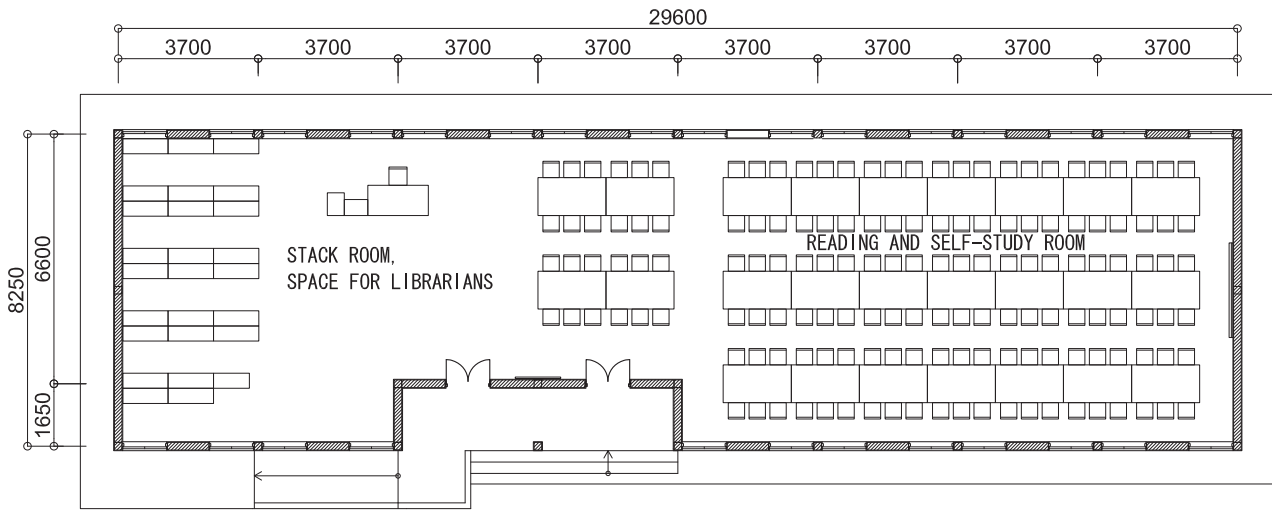 29600
3700 3700 3700 3700 3700 3700 3700 3700
8250
6600
1650
STACK ROOM,
SPACE FOR LIBRARIANS
READING AND SELF-STUDY ROOM